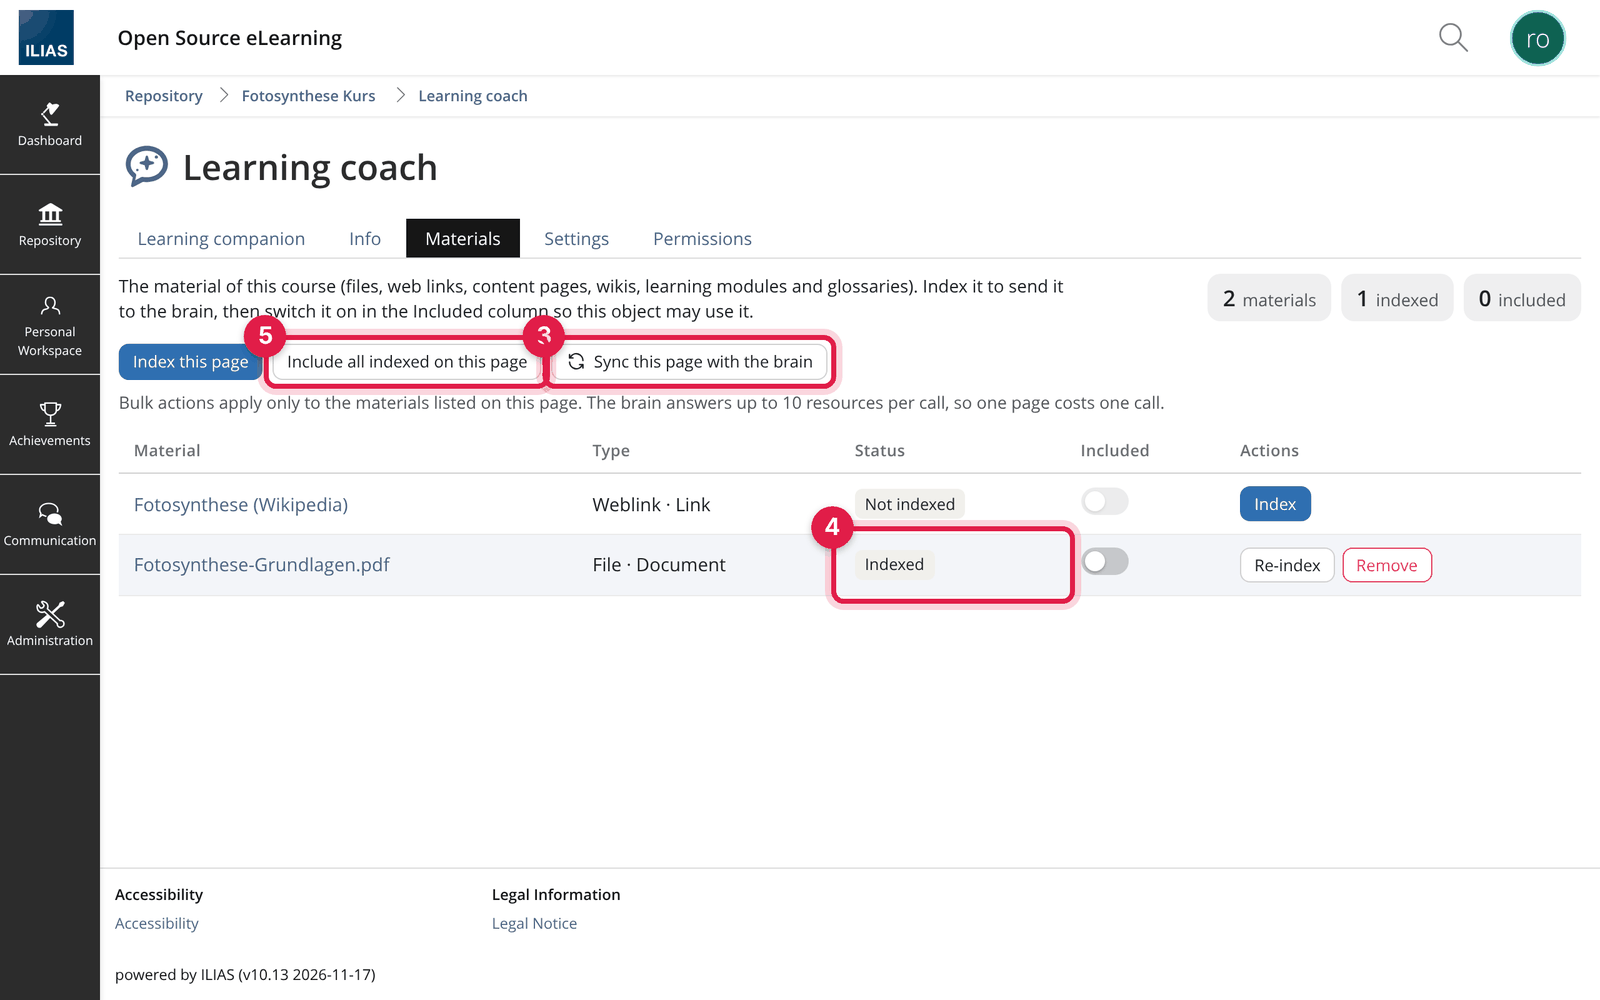 ILIAS
Open Source eLearning
ro
Dashboard
Repository
Personal
Workspace
Achievements
Communication
Administration
Repository
Fotosynthese Kurs
Learning coach
Learning coach
Learning companion
Info
Materials
Settings
Permissions
The material of this course (files, web links, content pages, wikis, learning modules and glossaries). Index it to send it
to the brain, then switch it on in the Included column so this object may use it.
2 materials
1 indexed
0 included
5
3
Index this page
Include all indexed on this page
Sync this page with the brain
Bulk actions apply only to the materials listed on this page. The brain answers up to 10 resources per call, so one page costs one call.
Material Type Status Included Actions
Fotosynthese (Wikipedia) Weblink · Link Not indexed Index
4
Fotosynthese-Grundlagen.pdf File · Document Indexed Re-index Remove
Accessibility
Accessibility
Legal Information
Legal Notice
powered by ILIAS (v10.13 2026-11-17)